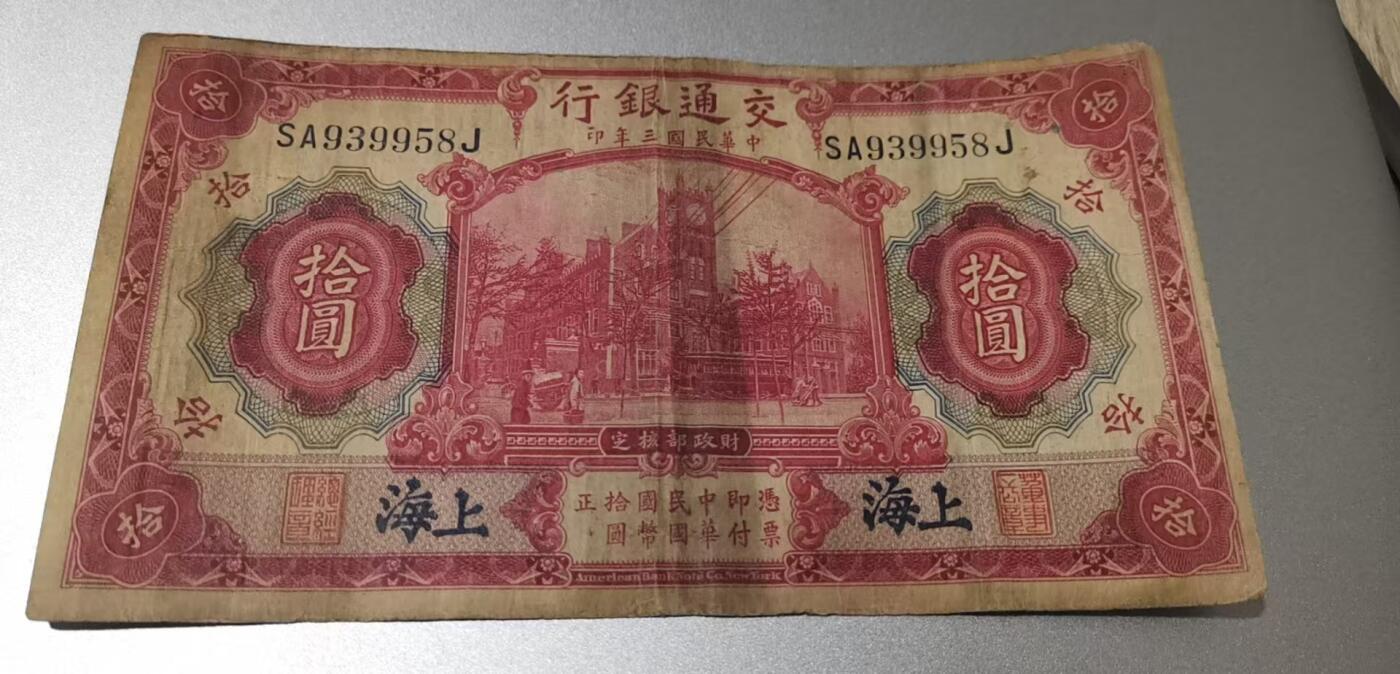 拾
拾
交通銀行
中華民國三年印
SA939958J
SA939958J
拾
拾
拾圓
拾圓
拾
拾
財政部核定
憑票即付中華民國國幣拾圓正
上海
上海
拾
拾
American Bank Note Co. New York